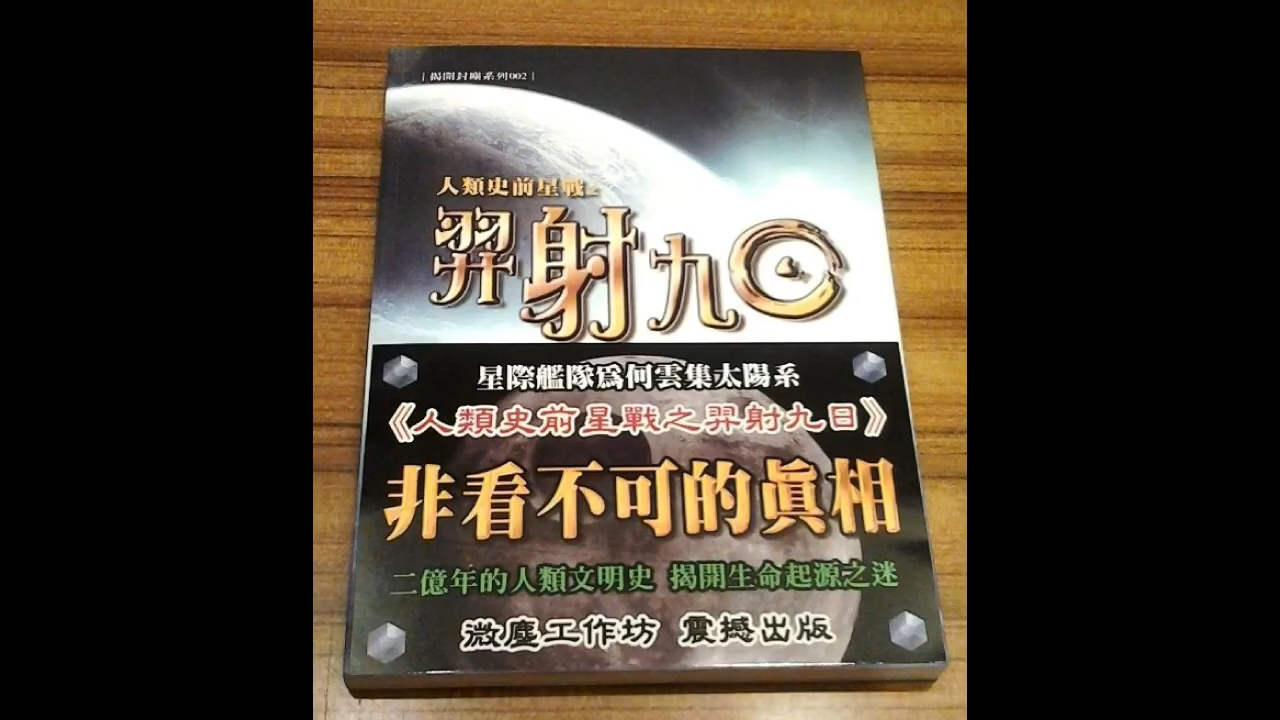 |揭開封塵系列002|
人類史前星戰之
羿射九日
星際艦隊爲何雲集太陽系
《人類史前星戰之羿射九日》
非看不可的眞相
二億年的人類文明史 揭開生命起源之迷
微塵工作坊 震撼出版